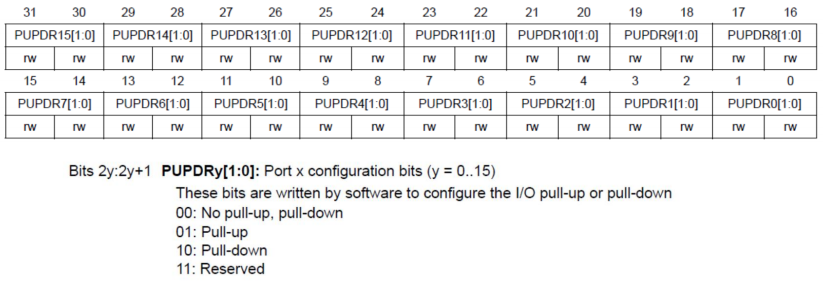 31 30 29 28 27 26 25 24 23 22 21 20 19 18 17 16
PUPDR15[1:0] PUPDR14[1:0] PUPDR13[1:0] PUPDR12[1:0] PUPDR11[1:0] PUPDR10[1:0] PUPDR9[1:0] PUPDR8[1:0]
rw rw rw rw rw rw rw rw rw rw rw rw rw rw rw rw
15 14 13 12 11 10 9 8 7 6 5 4 3 2 1 0
PUPDR7[1:0] PUPDR6[1:0] PUPDR5[1:0] PUPDR4[1:0] PUPDR3[1:0] PUPDR2[1:0] PUPDR1[1:0] PUPDR0[1:0]
rw rw rw rw rw rw rw rw rw rw rw rw rw rw rw rw
Bits 2y:2y+1 PUPDRy[1:0]: Port x configuration bits (y = 0..15)
These bits are written by software to configure the I/O pull-up or pull-down
00: No pull-up, pull-down
01: Pull-up
10: Pull-down
11: Reserved